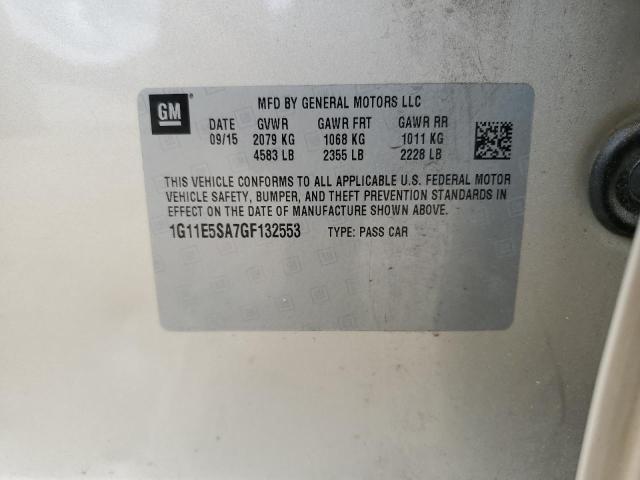 GM
MFD BY GENERAL MOTORS LLC
DATE GVWR GAWR FRT GAWR RR
09/15 2079 KG 1068 KG 1011 KG
4583 LB 2355 LB 2228 LB
THIS VEHICLE CONFORMS TO ALL APPLICABLE U.S. FEDERAL MOTOR
VEHICLE SAFETY, BUMPER, AND THEFT PREVENTION STANDARDS IN
EFFECT ON THE DATE OF MANUFACTURE SHOWN ABOVE.
1G11E5SA7GF132553 TYPE: PASS CAR